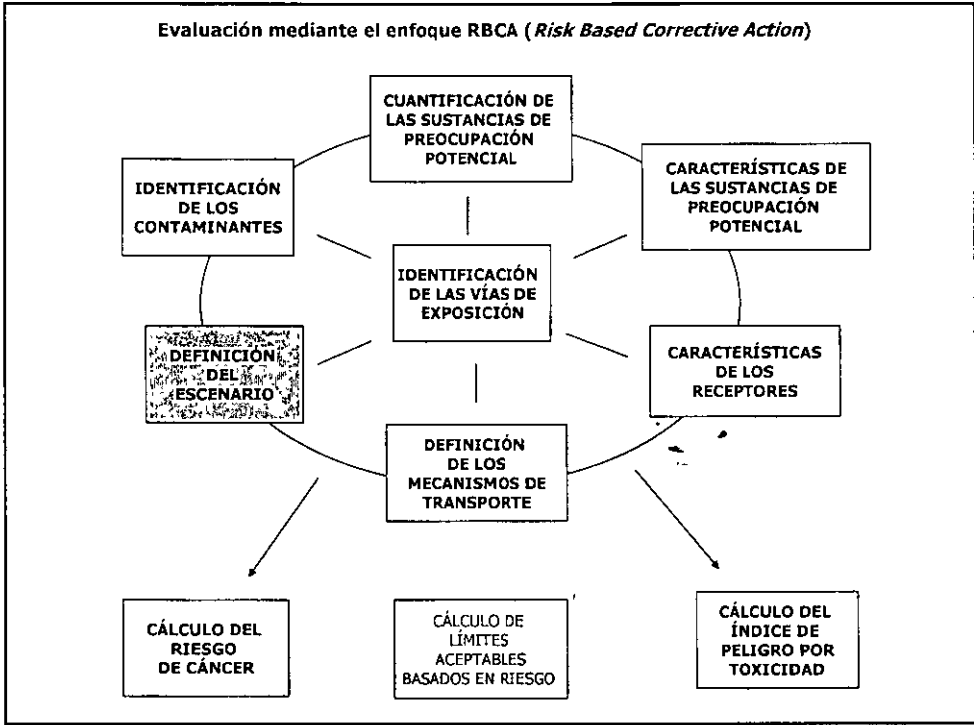 Evaluación mediante el enfoque RBCA (Risk Based Corrective Action)
CUANTIFICACIÓN DE
LAS SUSTANCIAS DE
PREOCUPACIÓN
POTENCIAL
IDENTIFICACIÓN
DE LOS
CONTAMINANTES
CARACTERÍSTICAS DE
LAS SUSTANCIAS DE
PREOCUPACIÓN
POTENCIAL
IDENTIFICACIÓN
DE LAS VÍAS DE
EXPOSICIÓN
DEFINICIÓN
DEL
ESCENARIO
CARACTERÍSTICAS
DE LOS
RECEPTORES
DEFINICIÓN
DE LOS
MECANISMOS DE
TRANSPORTE
CÁLCULO DEL
RIESGO
DE CÁNCER
CÁLCULO DE
LÍMITES
ACEPTABLES
BASADOS EN RIESGO
CÁLCULO DEL
ÍNDICE DE
PELIGRO POR
TOXICIDAD